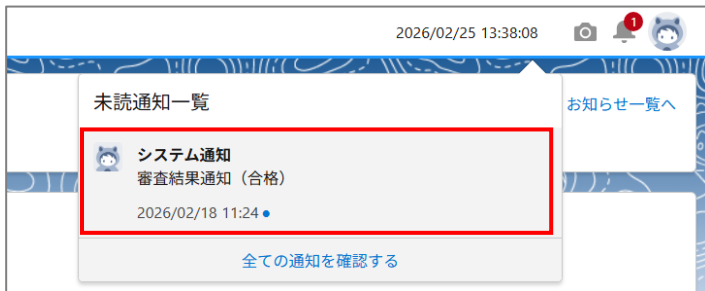 2026/02/25 13:38:08
1
未読通知一覧
お知らせ一覧へ
システム通知
審査結果通知（合格）
2026/02/18 11:24
全ての通知を確認する